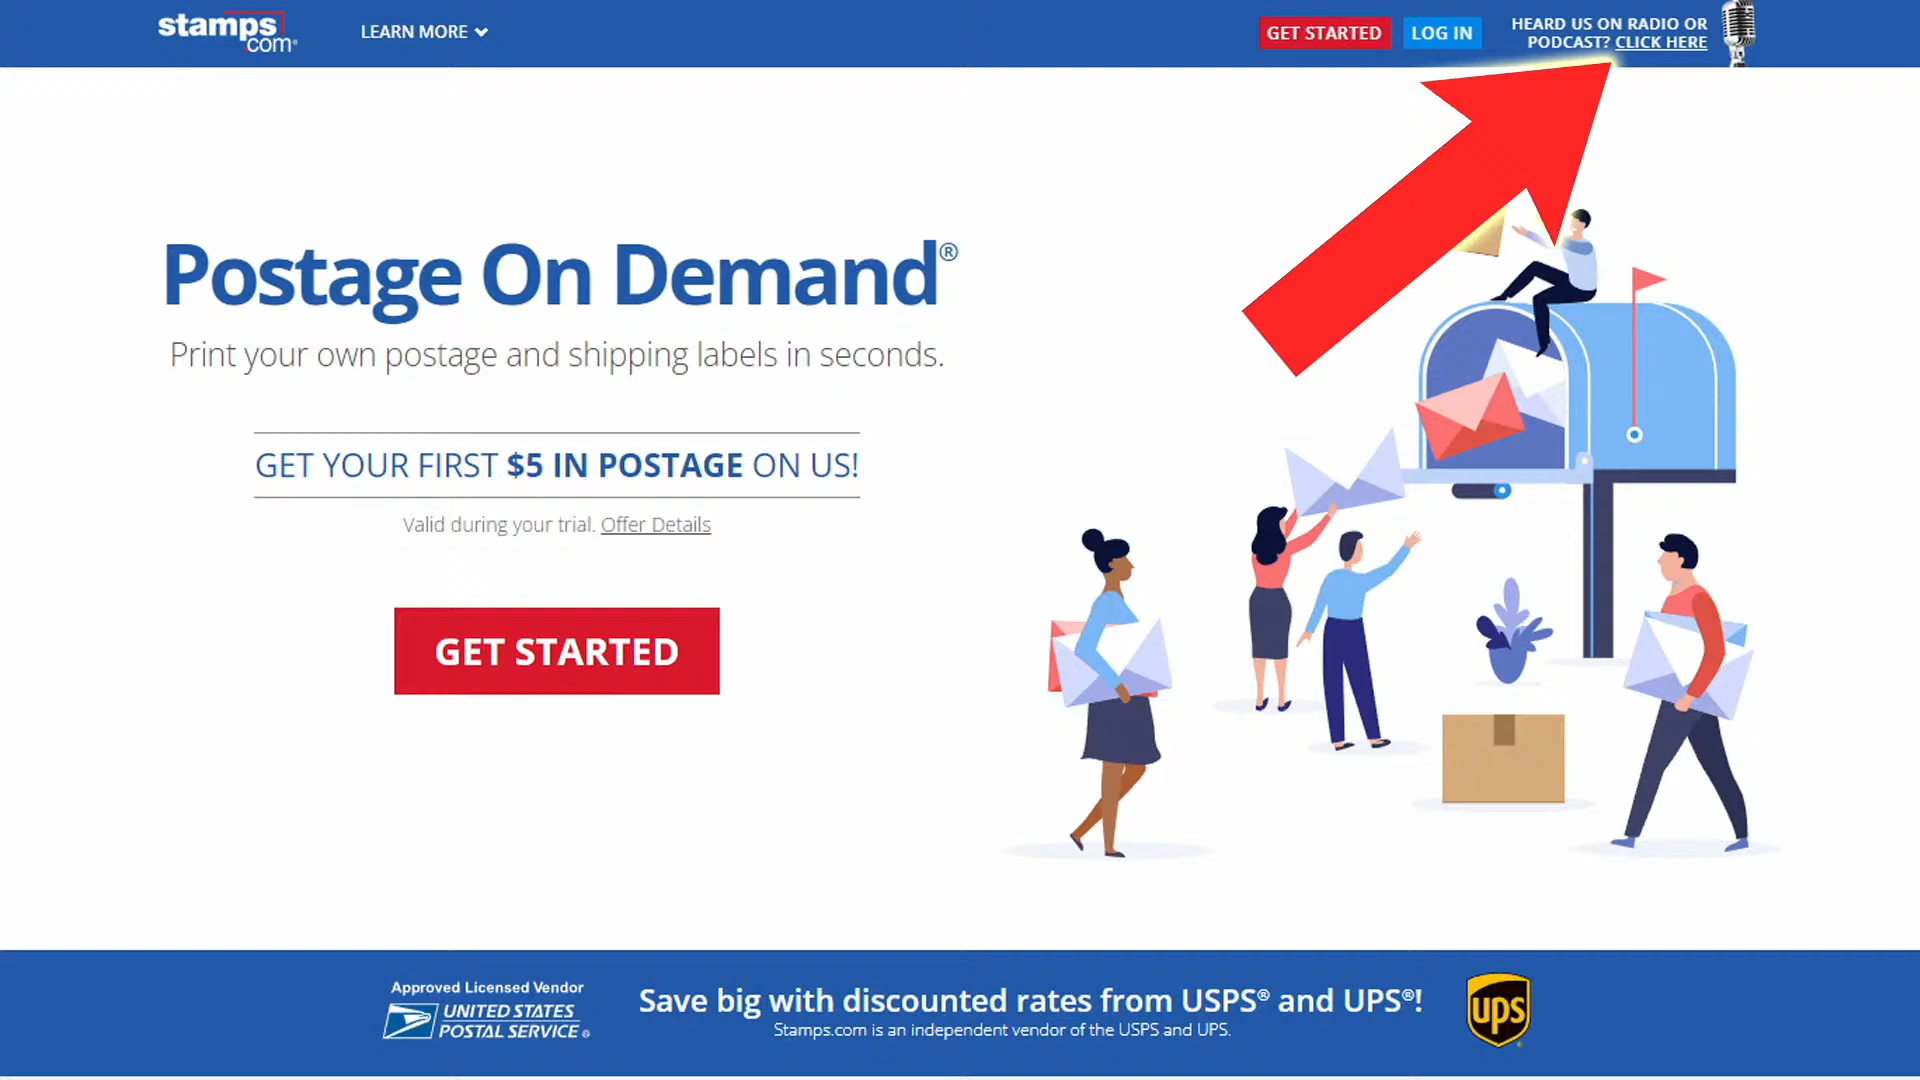 stamps
.com®
LEARN MORE
GET STARTED
LOG IN
HEARD US ON RADIO OR
PODCAST? CLICK HERE
Postage On Demand®
Print your own postage and shipping labels in seconds.
GET YOUR FIRST $5 IN POSTAGE ON US!
Valid during your trial. Offer Details
GET STARTED
Approved Licensed Vendor
UNITED STATES
POSTAL SERVICE®
Save big with discounted rates from USPS® and UPS®!
Stamps.com is an independent vendor of the USPS and UPS.
ups